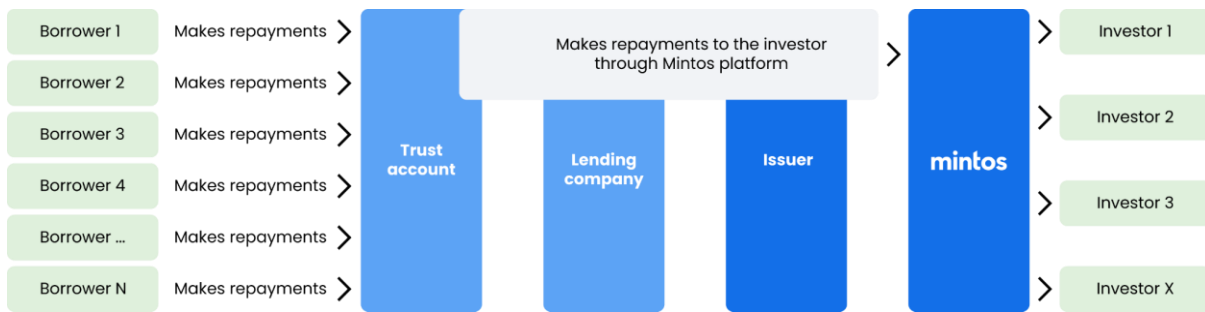 Borrower 1 Makes repayments
Borrower 2 Makes repayments
Borrower 3 Makes repayments
Borrower 4 Makes repayments
Borrower ... Makes repayments
Borrower N Makes repayments
Trust
account
Makes repayments to the investor
through Mintos platform
Lending
company
Issuer
mintos
Investor 1
Investor 2
Investor 3
Investor X